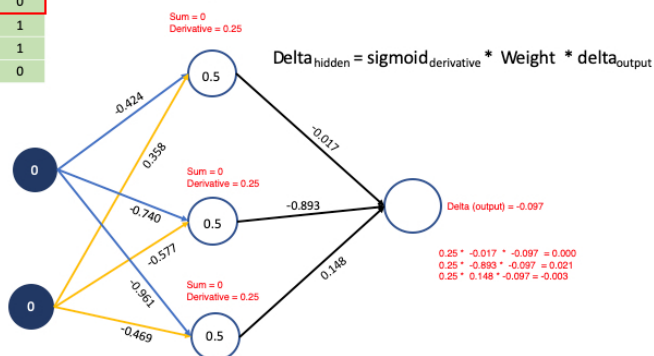 0
1
1
0
Sum = 0
Derivative = 0.25
Delta hidden = sigmoid derivative * Weight * delta output
0.5
-0.424
0.358
-0.017
0
Sum = 0
Derivative = 0.25
-0.740
0.5
-0.893
Delta (output) = -0.097
-0.577
0.25 * -0.017 * -0.097 = 0.000
0.25 * -0.893 * -0.097 = 0.021
0.25 * 0.148 * -0.097 = -0.003
0.148
Sum = 0
Derivative = 0.25
-0.961
0
-0.469
0.5